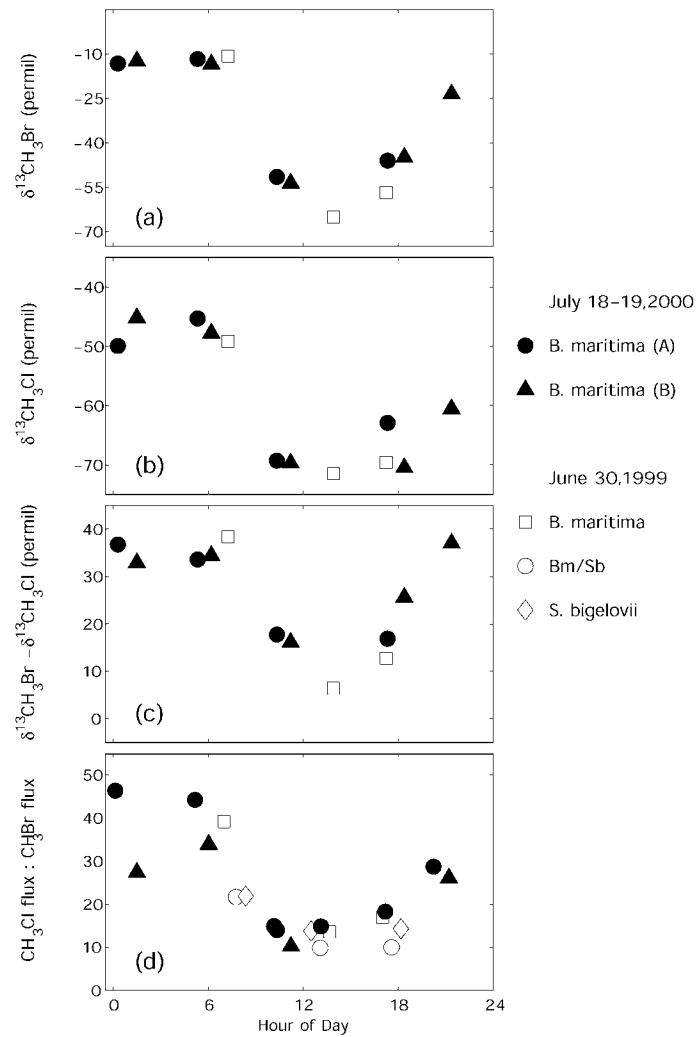 δ¹³CH₃Br (permil)
−10
−25
−40
−55
−70
(a)
δ¹³CH₃Cl (permil)
−40
−50
−60
−70
(b)
δ¹³CH₃Br − δ¹³CH₃Cl (permil)
40
30
20
10
0
(c)
CH₃Cl flux : CH₃Br flux
50
40
30
20
10
0
(d)
0 6 12 18 24
Hour of Day
July 18−19,2000
B. maritima (A)
B. maritima (B)
June 30,1999
B. maritima
Bm/Sb
S. bigelovii